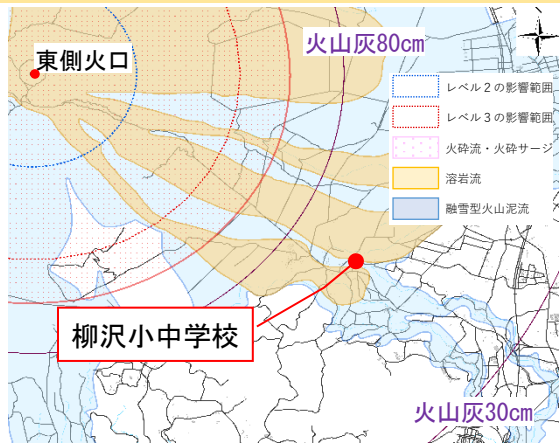 東側火口
火山灰80cm
レベル2の影響範囲
レベル3の影響範囲
火砕流・火砕サージ
溶岩流
融雪型火山泥流
柳沢小中学校
火山灰30cm